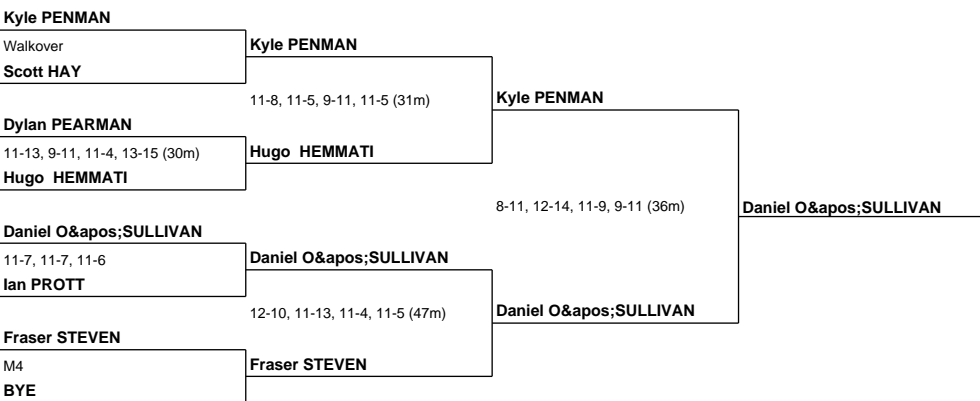 Kyle PENMAN
Walkover
Scott HAY
Dylan PEARMAN
11-13, 9-11, 11-4, 13-15 (30m)
Hugo  HEMMATI
Daniel O&apos;SULLIVAN
11-7, 11-7, 11-6
Ian PROTT
Fraser STEVEN
M4
BYE
Kyle PENMAN
11-8, 11-5, 9-11, 11-5 (31m)
Hugo  HEMMATI
Daniel O&apos;SULLIVAN
12-10, 11-13, 11-4, 11-5 (47m)
Fraser STEVEN
Kyle PENMAN
8-11, 12-14, 11-9, 9-11 (36m)
Daniel O&apos;SULLIVAN
Daniel O&apos;SULLIVAN